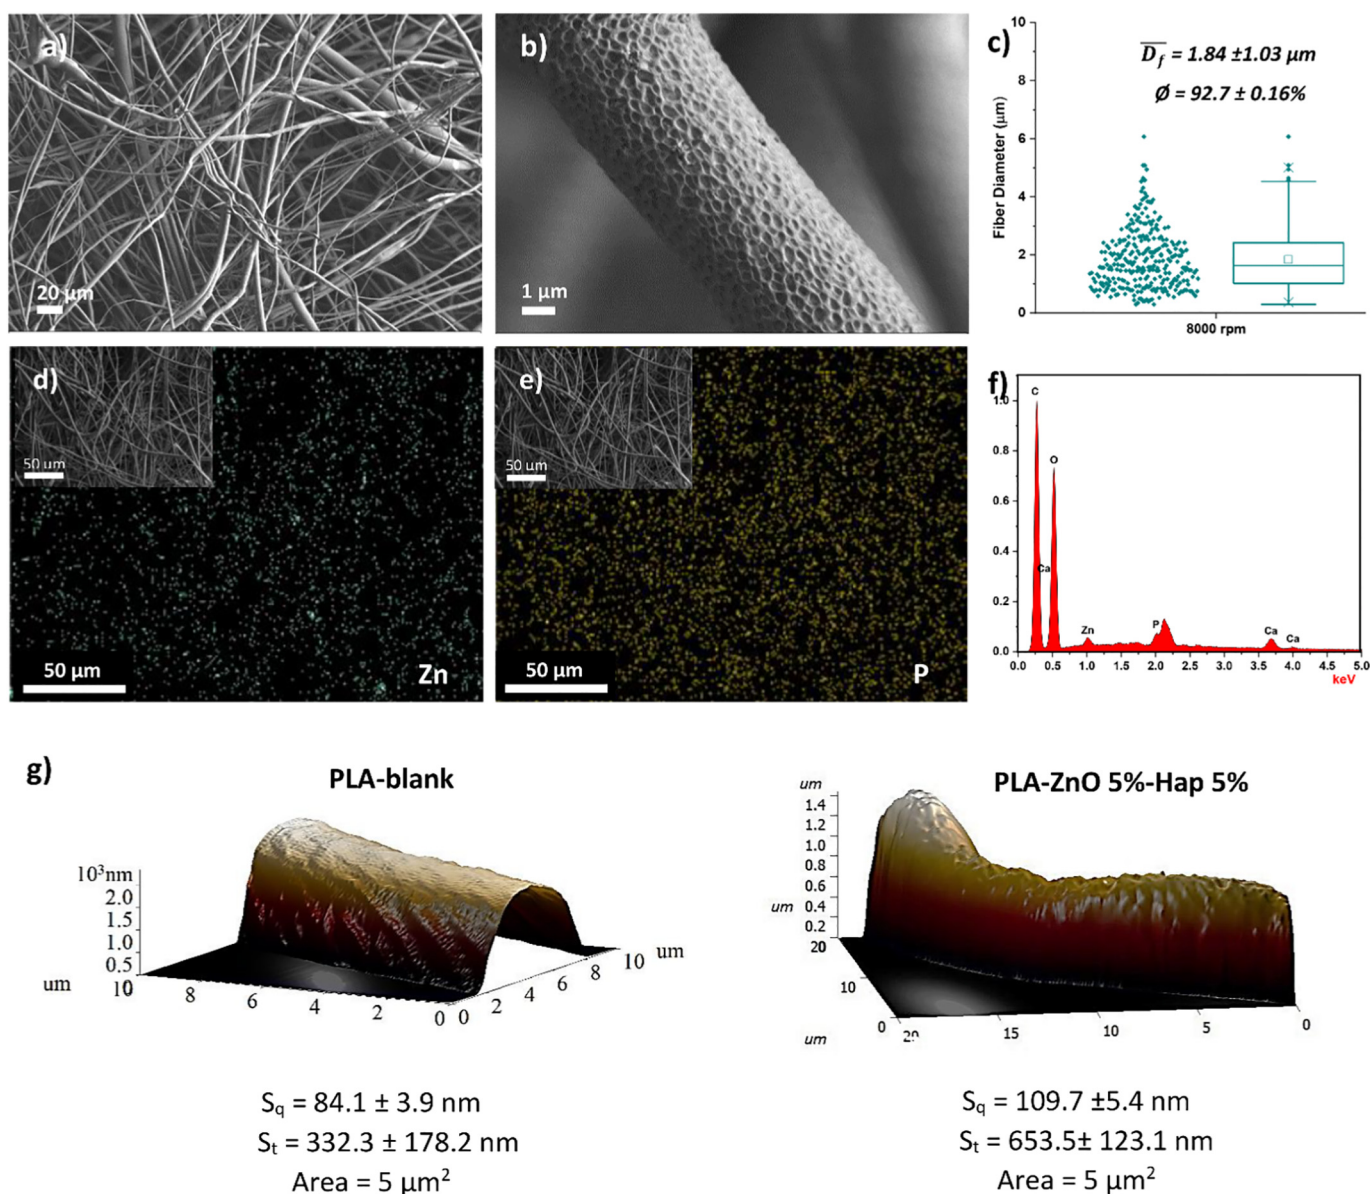 a)
20 µm
b)
1 µm
c)
D̅f̅ = 1.84 ±1.03 µm
Ø = 92.7 ± 0.16%
Fiber Diameter (µm)
10
8
6
4
2
0
8000 rpm
d)
50 µm
50 µm
Zn
e)
50 µm
50 µm
P
f)
C
O
Ca
Zn
P
Ca
Ca
1.0
0.8
0.6
0.4
0.2
0.0
0.0 0.5 1.0 1.5 2.0 2.5 3.0 3.5 4.0 4.5 5.0
keV
g)
PLA-blank
10³nm
2.0
1.5
1.0
0.5
um
10 8 6 4 2 0
0 2 4 6 8 10 um
Sq = 84.1 ± 3.9 nm
St = 332.3 ± 178.2 nm
Area = 5 µm²
PLA-ZnO 5%-Hap 5%
um
1.4
1.2
1.0
0.8
0.6
0.4
0.2
um
20
10
0
um
20 15 10 5 0
Sq = 109.7 ±5.4 nm
St = 653.5± 123.1 nm
Area = 5 µm²